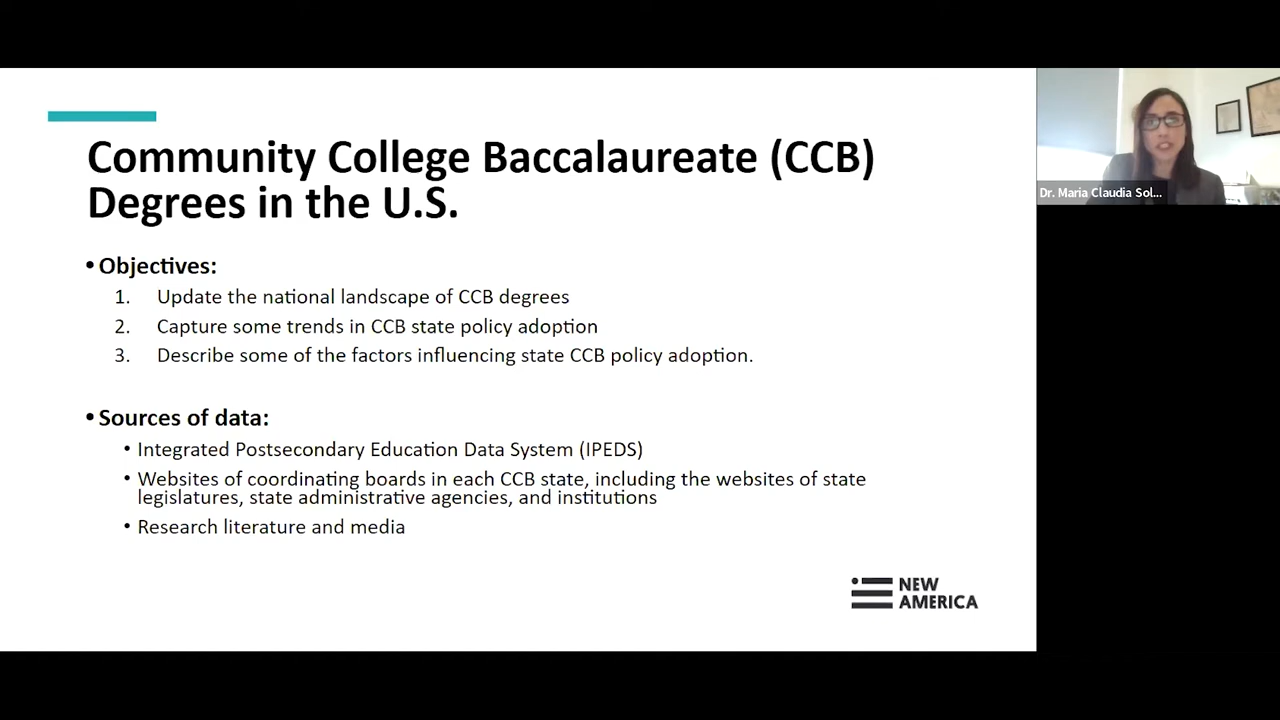 Community College Baccalaureate (CCB)
Degrees in the U.S.
• Objectives:
1. Update the national landscape of CCB degrees
2. Capture some trends in CCB state policy adoption
3. Describe some of the factors influencing state CCB policy adoption.
• Sources of data:
• Integrated Postsecondary Education Data System (IPEDS)
• Websites of coordinating boards in each CCB state, including the websites of state
legislatures, state administrative agencies, and institutions
• Research literature and media
NEW
AMERICA
Dr. Maria Claudia Sol...